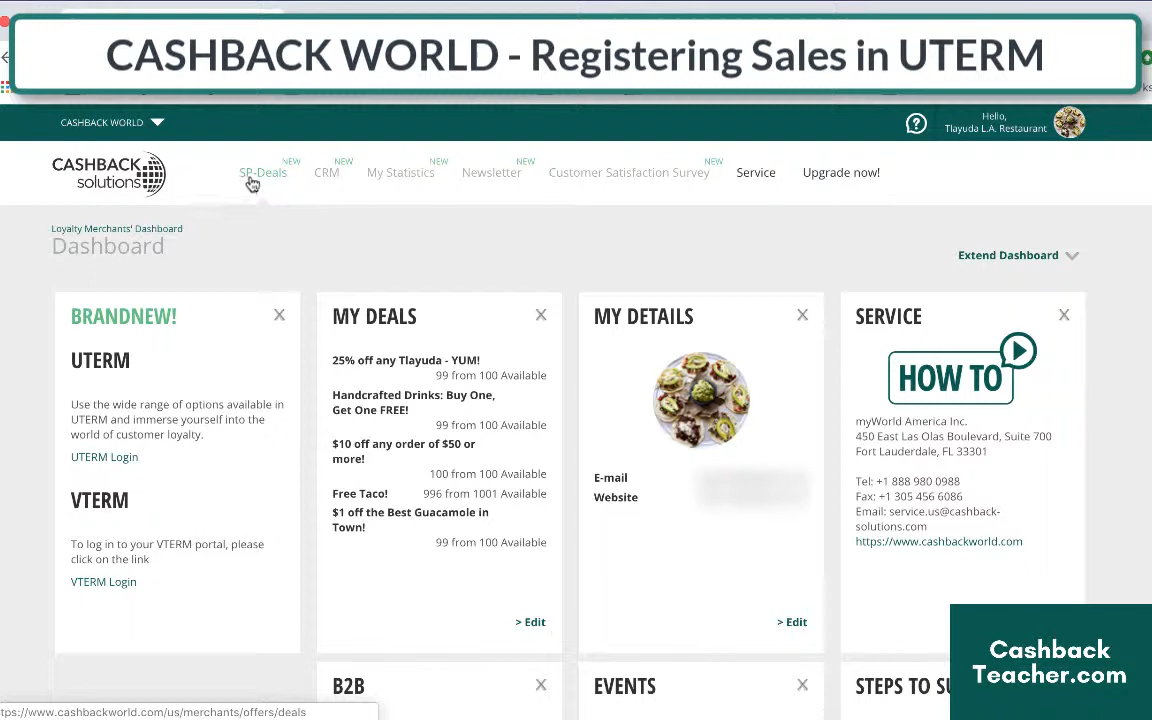 CASHBACK WORLD - Registering Sales in UTERM
CASHBACK WORLD
Hello,
Tlayuda L.A. Restaurant
CASHBACK
solutions
SP-Deals NEW
CRM NEW
My Statistics NEW
Newsletter NEW
Customer Satisfaction Survey NEW
Service
Upgrade now!
Loyalty Merchants' Dashboard
Dashboard
Extend Dashboard
BRANDNEW! X
UTERM
Use the wide range of options available in
UTERM and immerse yourself into the
world of customer loyalty.
UTERM Login
VTERM
To log in to your VTERM portal, please
click on the link
VTERM Login
MY DEALS X
25% off any Tlayuda - YUM!
99 from 100 Available
Handcrafted Drinks: Buy One,
Get One FREE!
99 from 100 Available
$10 off any order of $50 or
more!
100 from 100 Available
Free Taco! 996 from 1001 Available
$1 off the Best Guacamole in
Town!
99 from 100 Available
> Edit
MY DETAILS X
E-mail
Website
> Edit
SERVICE X
HOW TO
myWorld America Inc.
450 East Las Olas Boulevard, Suite 700
Fort Lauderdale, FL 33301
Tel: +1 888 980 0988
Fax: +1 305 456 6086
Email: service.us@cashback-
solutions.com
https://www.cashbackworld.com
B2B X
EVENTS X
STEPS TO
Cashback
Teacher.com
ttps://www.cashbackworld.com/us/merchants/offers/deals